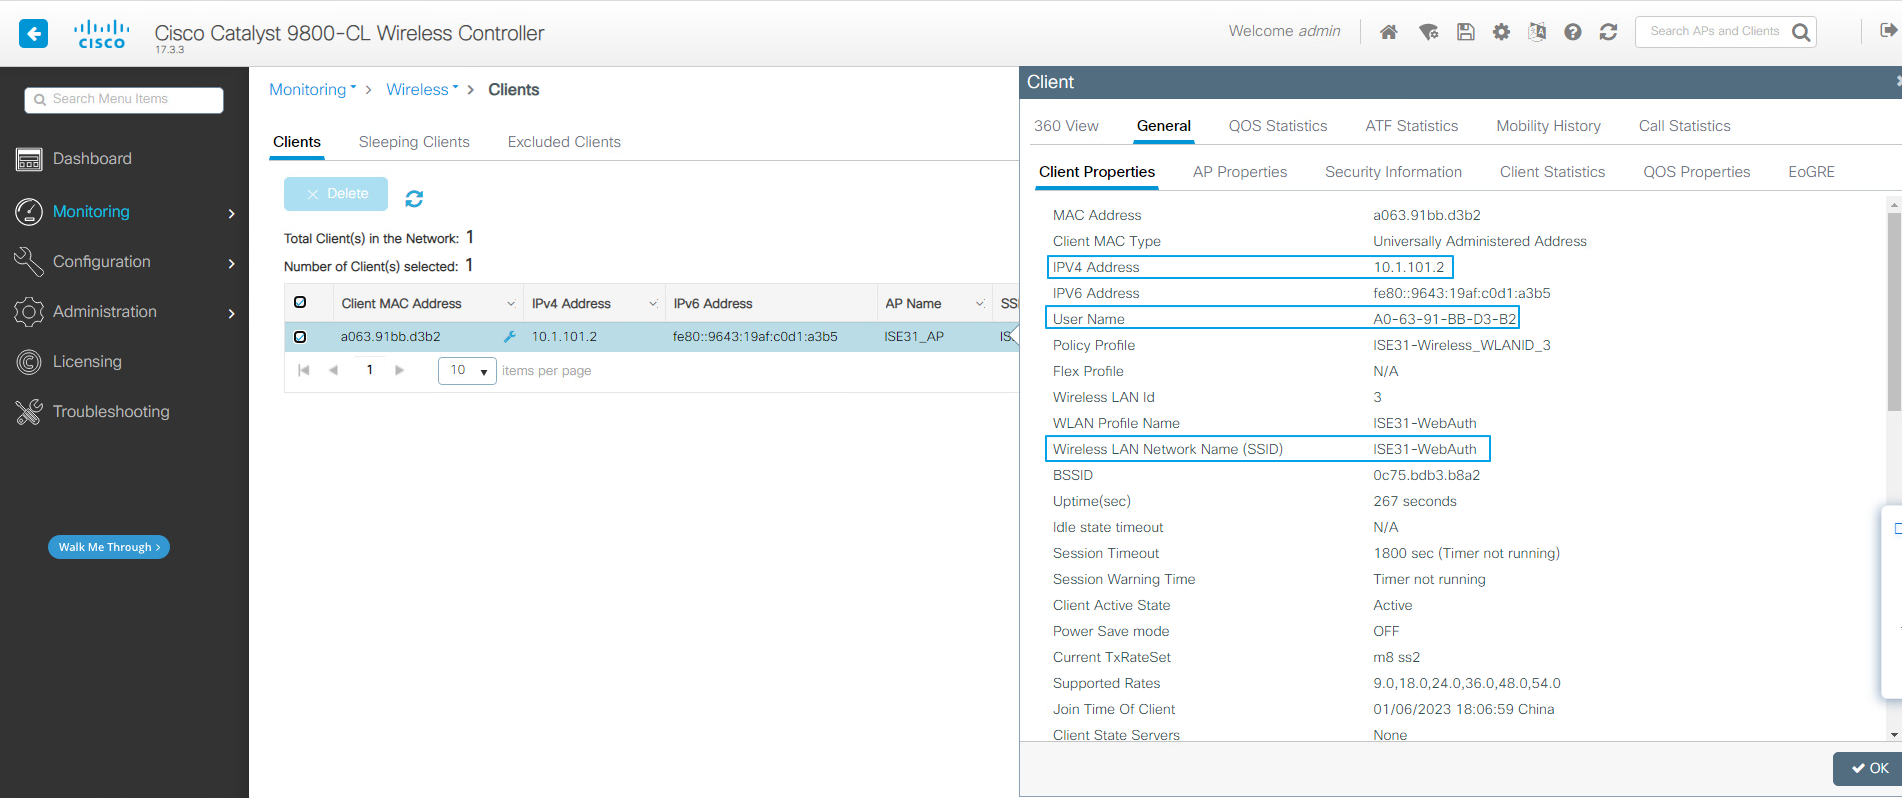 CISCO
Cisco Catalyst 9800-CL Wireless Controller
17.3.3
Welcome admin
Search APs and Clients
Search Menu Items
Dashboard
Monitoring
Configuration
Administration
Licensing
Troubleshooting
Walk Me Through >
Monitoring > Wireless > Clients
Clients Sleeping Clients Excluded Clients
× Delete
Total Client(s) in the Network: 1
Number of Client(s) selected: 1
Client MAC Address IPv4 Address IPv6 Address AP Name SSI
a063.91bb.d3b2 10.1.101.2 fe80::9643:19af:c0d1:a3b5 ISE31_AP IS
1 10 items per page
Client
360 View General QOS Statistics ATF Statistics Mobility History Call Statistics
Client Properties AP Properties Security Information Client Statistics QOS Properties EoGRE
MAC Address a063.91bb.d3b2
Client MAC Type Universally Administered Address
IPV4 Address 10.1.101.2
IPV6 Address fe80::9643:19af:c0d1:a3b5
User Name A0-63-91-BB-D3-B2
Policy Profile ISE31-Wireless_WLANID_3
Flex Profile N/A
Wireless LAN Id 3
WLAN Profile Name ISE31-WebAuth
Wireless LAN Network Name (SSID) ISE31-WebAuth
BSSID 0c75.bdb3.b8a2
Uptime(sec) 267 seconds
Idle state timeout N/A
Session Timeout 1800 sec (Timer not running)
Session Warning Time Timer not running
Client Active State Active
Power Save mode OFF
Current TxRateSet m8 ss2
Supported Rates 9.0,18.0,24.0,36.0,48.0,54.0
Join Time Of Client 01/06/2023 18:06:59 China
Client State Servers None
OK